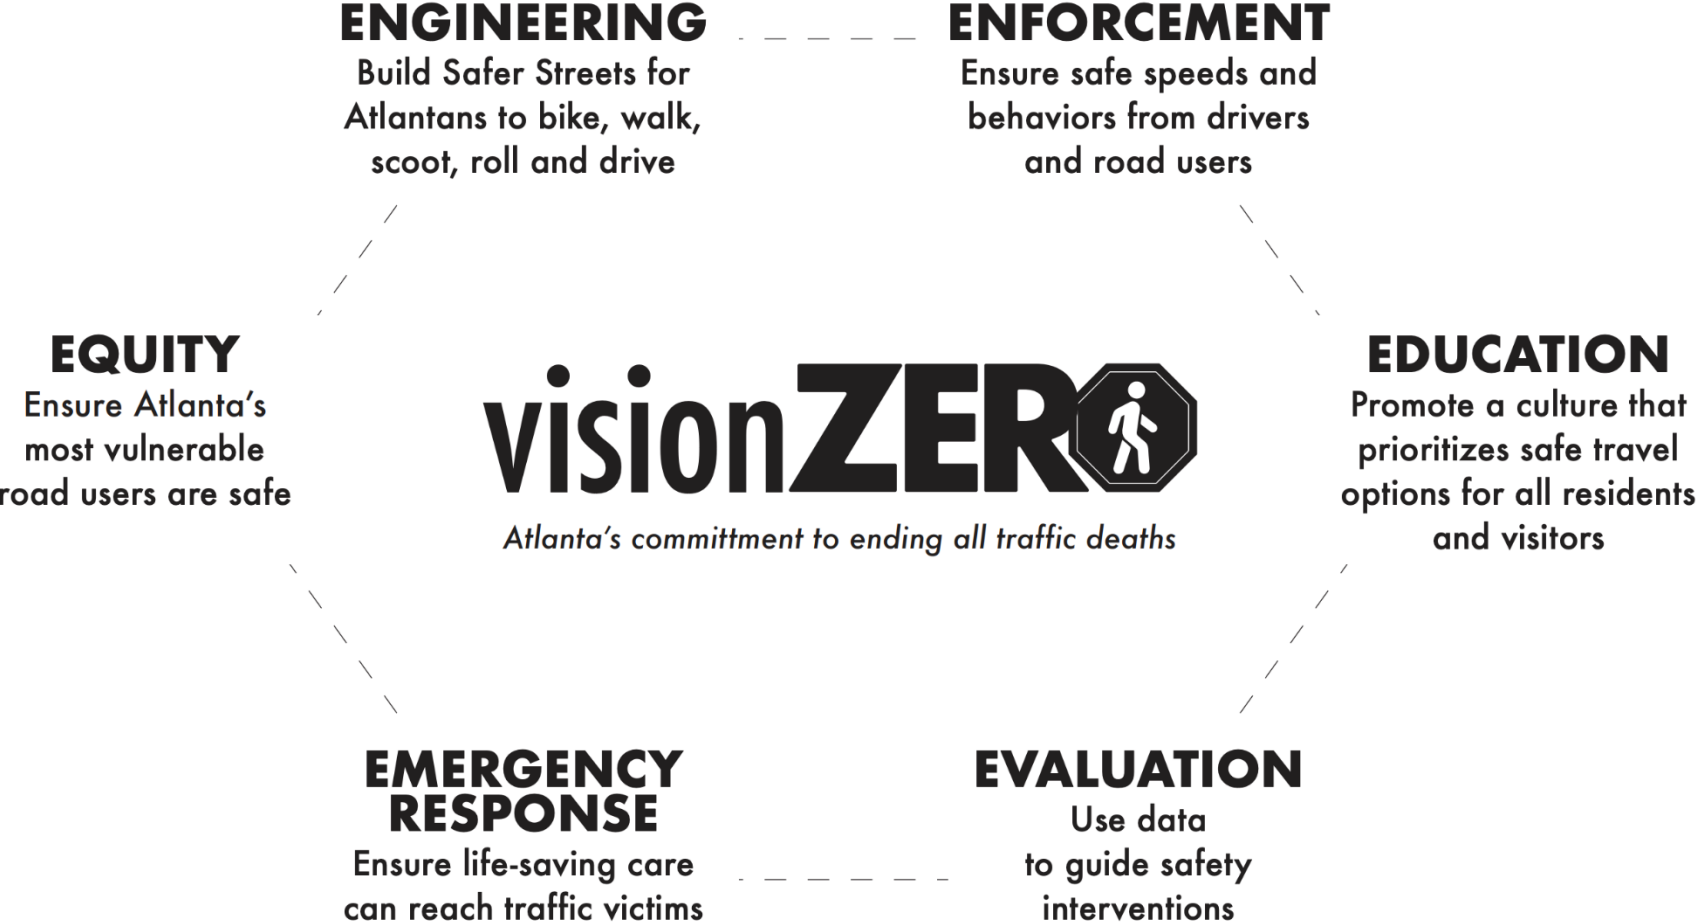 ENGINEERING
Build Safer Streets for
Atlantans to bike, walk,
scoot, roll and drive
ENFORCEMENT
Ensure safe speeds and
behaviors from drivers
and road users
EQUITY
Ensure Atlanta's
most vulnerable
road users are safe
visionZERO
Atlanta's committment to ending all traffic deaths
EDUCATION
Promote a culture that
prioritizes safe travel
options for all residents
and visitors
EMERGENCY
RESPONSE
Ensure life-saving care
can reach traffic victims
EVALUATION
Use data
to guide safety
interventions